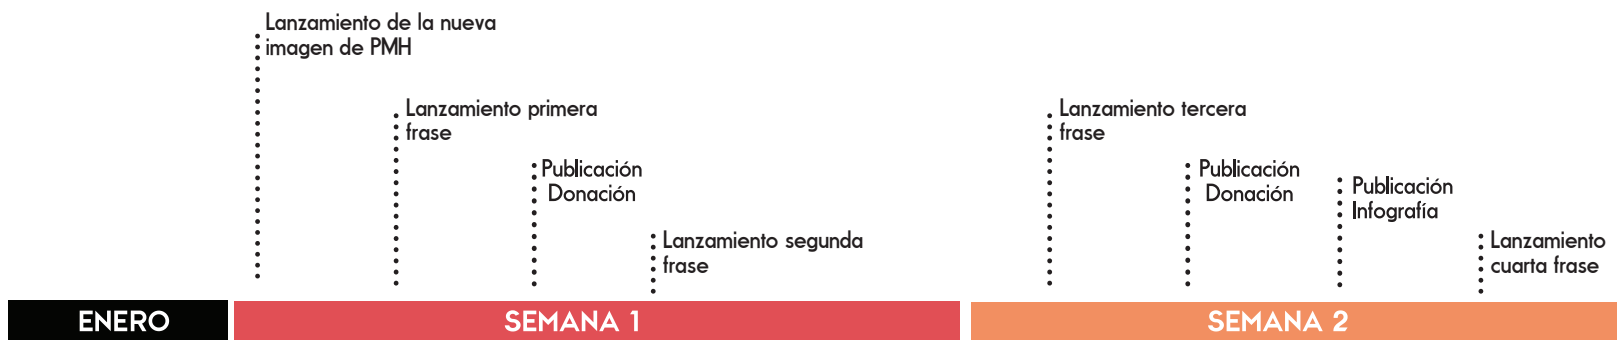 Lanzamiento de la nueva
imagen de PMH
Lanzamiento primera
frase
Publicación
Donación
Lanzamiento segunda
frase
Lanzamiento tercera
frase
Publicación
Donación
Publicación
Infografía
Lanzamiento
cuarta frase
ENERO
SEMANA 1
SEMANA 2